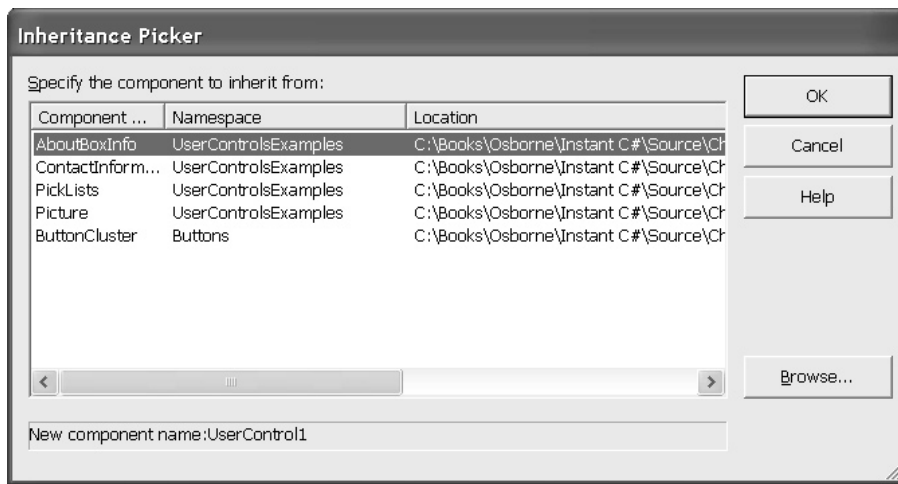 Inheritance Picker
Specify the component to inherit from:
Component ... Namespace Location
AboutBoxInfo UserControlsExamples C:\Books\Osborne\Instant C#\Source\Ch
ContactInform... UserControlsExamples C:\Books\Osborne\Instant C#\Source\Ch
PickLists UserControlsExamples C:\Books\Osborne\Instant C#\Source\Ch
Picture UserControlsExamples C:\Books\Osborne\Instant C#\Source\Ch
ButtonCluster Buttons C:\Books\Osborne\Instant C#\Source\Ch
OK
Cancel
Help
Browse...
New component name:UserControl1